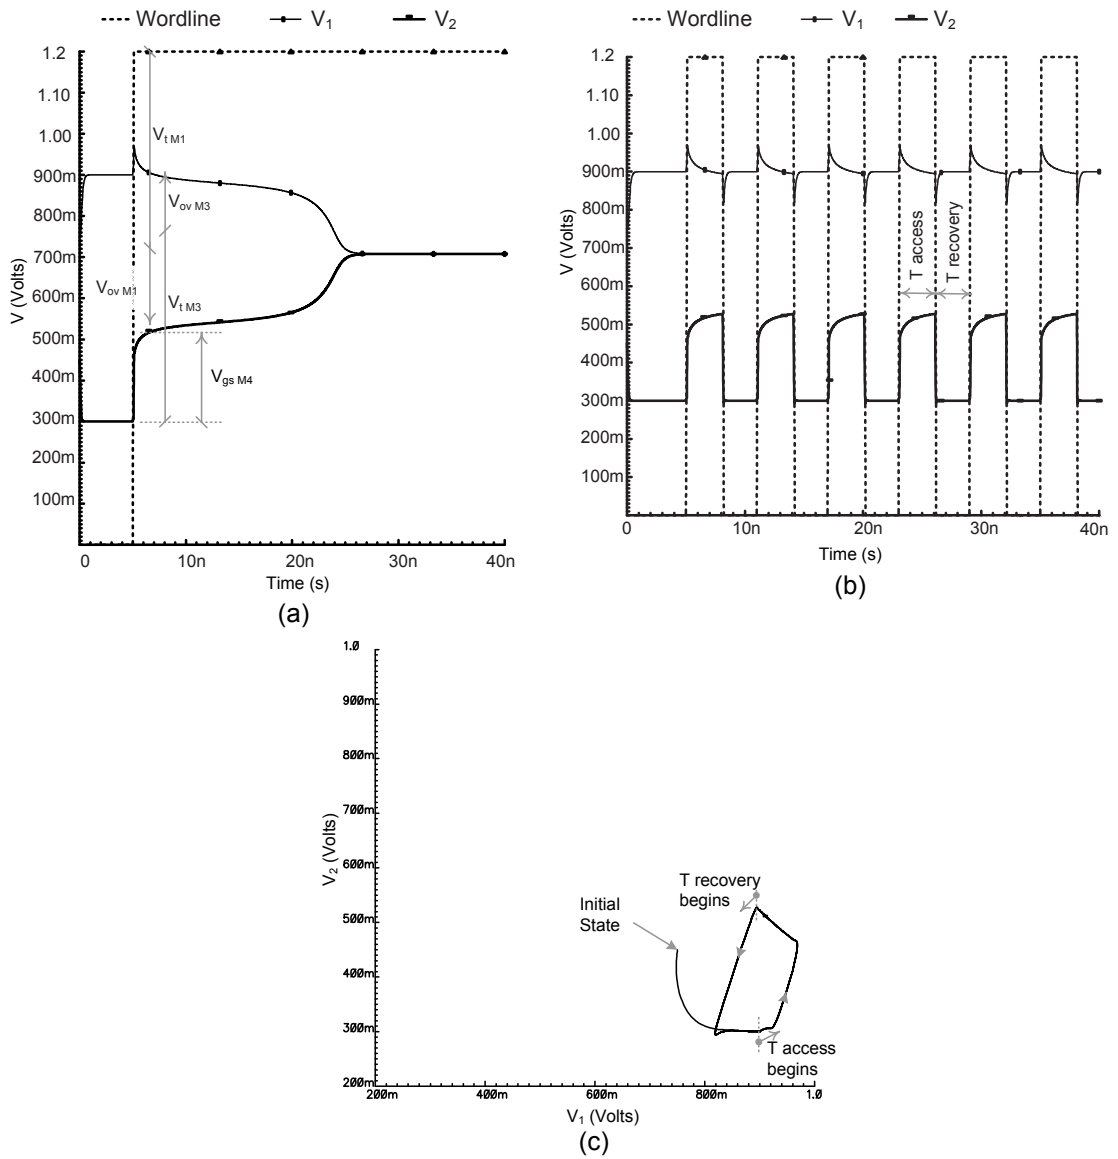 Wordline V1 V2
1.2
1.10
1.00
900m
800m
700m
600m
500m
400m
300m
200m
100m
V (Volts)
Vt M1
Vov M3
Vov M1
Vt M3
Vgs M4
0 10n 20n 30n 40n
Time (s)
(a)
Wordline V1 V2
1.2
1.10
1.00
900m
800m
700m
600m
500m
400m
300m
200m
100m
V (Volts)
T access
T recovery
0 10n 20n 30n 40n
Time (s)
(b)
1.0
900m
800m
700m
600m
500m
400m
300m
200m
V2 (Volts)
Initial
State
T recovery
begins
T access
begins
200m 400m 600m 800m 1.0
V1 (Volts)
(c)